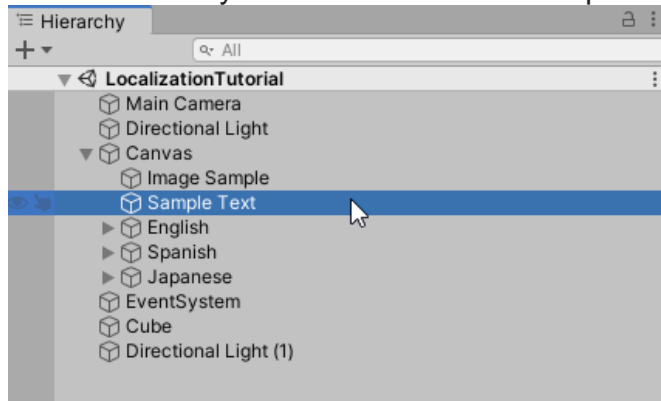 Hierarchy
All
LocalizationTutorial
Main Camera
Directional Light
Canvas
Image Sample
Sample Text
English
Spanish
Japanese
EventSystem
Cube
Directional Light (1)